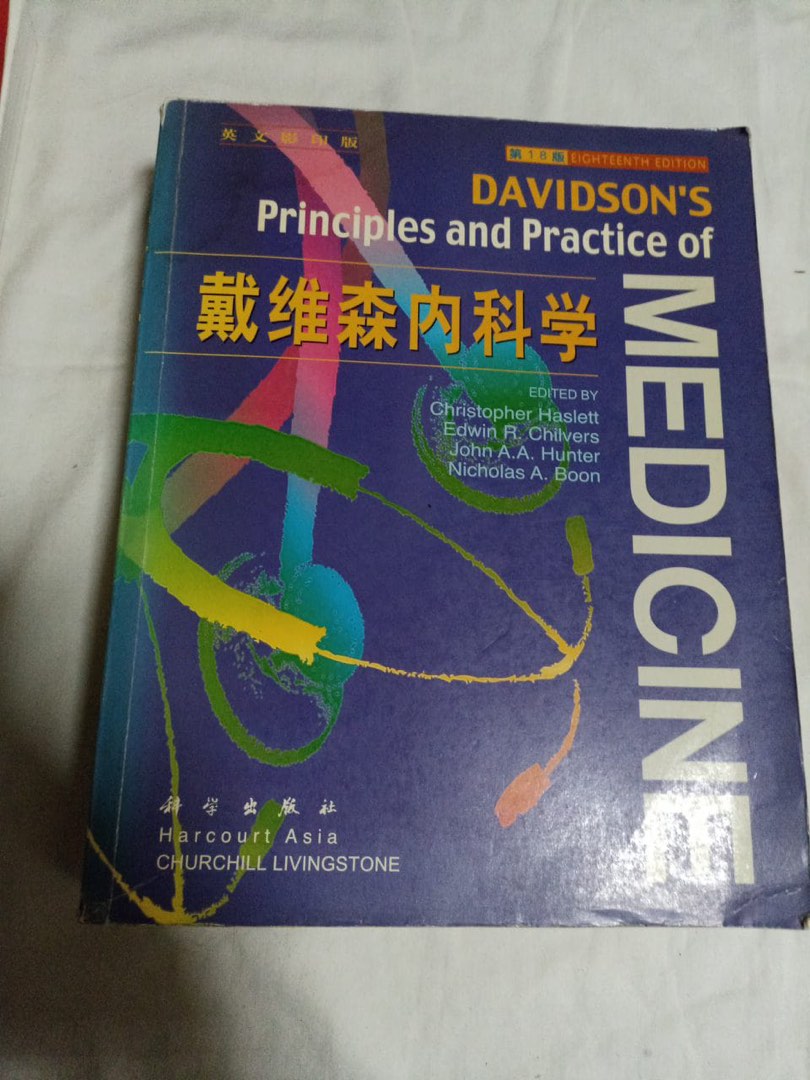 英文影印版
第18版 EIGHTEENTH EDITION
DAVIDSON'S
Principles and Practice of
MEDICINE
戴维森内科学
EDITED BY
Christopher Haslett
Edwin R. Chilvers
John A.A. Hunter
Nicholas A. Boon
科学出版社
Harcourt Asia
CHURCHILL LIVINGSTONE